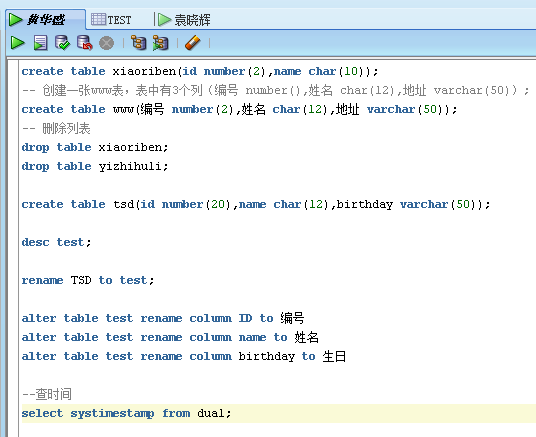 黄华盛 TEST 袁晓辉
create table xiaoriben(id number(2),name char(10));
-- 创建一张www表，表中有3个列（编号 number(),姓名 char(12),地址 varchar(50)）;
create table www(编号 number(2),姓名 char(12),地址 varchar(50));
-- 删除列表
drop table xiaoriben;
drop table yizhihuli;
create table tsd(id number(20),name char(12),birthday varchar(50));
desc test;
rename TSD to test;
alter table test rename column ID to 编号
alter table test rename column name to 姓名
alter table test rename column birthday to 生日
--查时间
select systimestamp from dual;